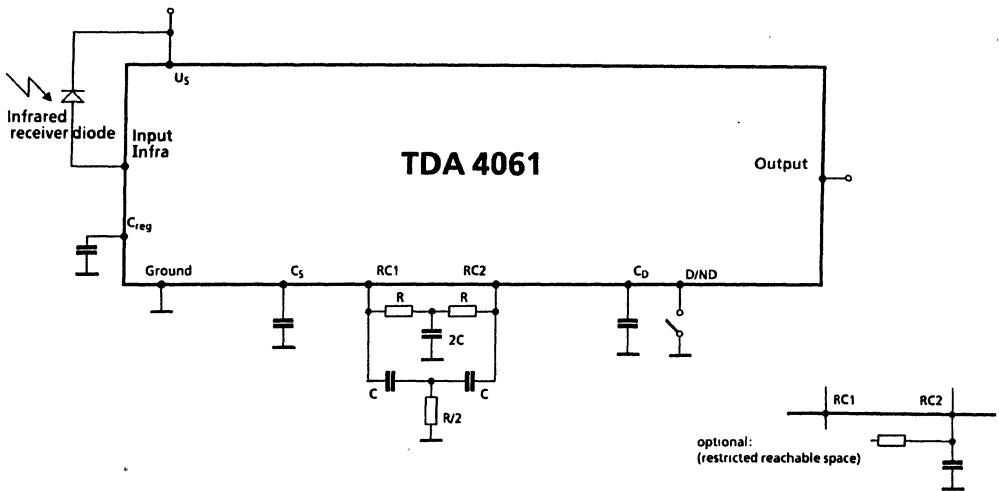 U_S
Infrared
receiver diode
Input
Infra
TDA 4061
Output
C_reg
Ground
C_S
RC1
RC2
C_D
D/ND
R
R
2C
C
C
R/2
RC1
RC2
optional:
(restricted reachable space)